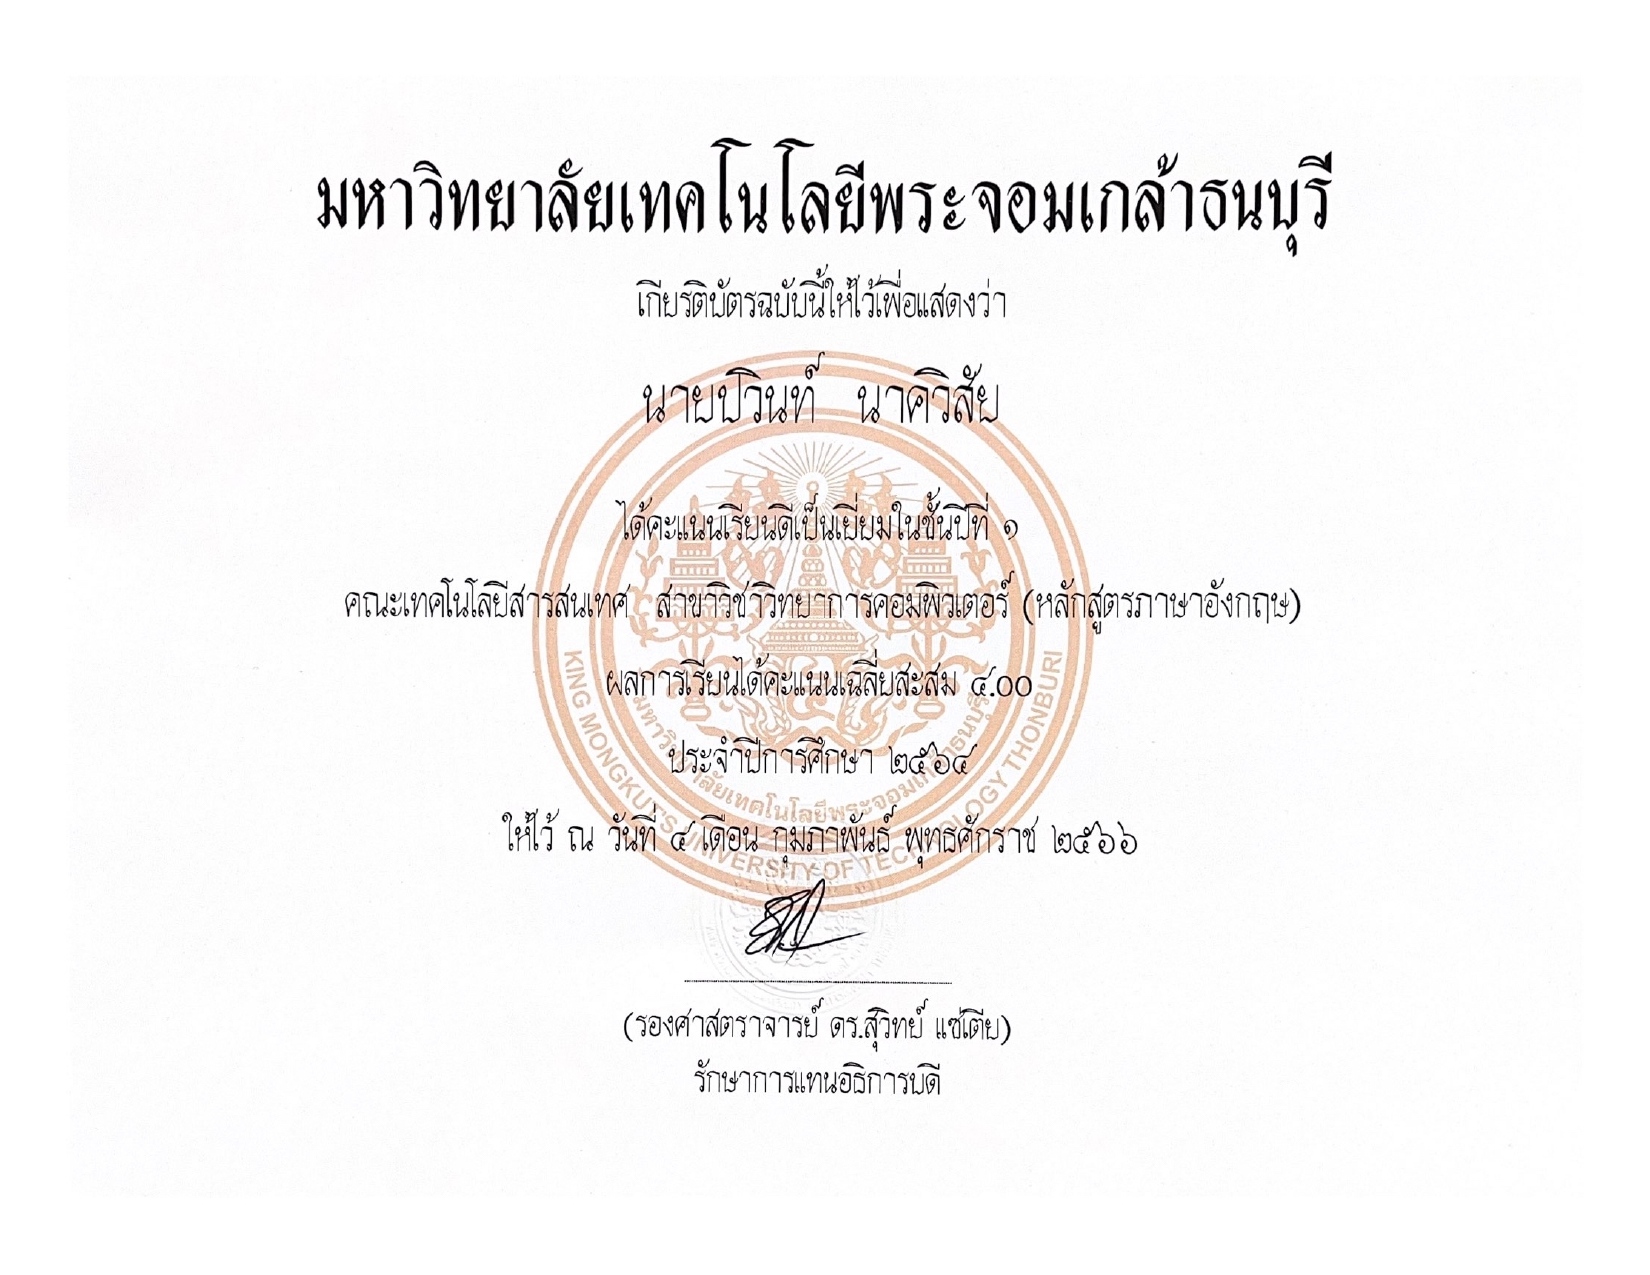 มหาวิทยาลัยเทคโนโลยีพระจอมเกล้าธนบุรี
เกียรติบัตรฉบับนี้ให้ไว้เพื่อแสดงว่า
นายปวินท์ นาควิสัย
ได้คะแนนเรียนดีเป็นเยี่ยมในชั้นปีที่ ๑
คณะเทคโนโลยีสารสนเทศ สาขาวิชาวิทยาการคอมพิวเตอร์ (หลักสูตรภาษาอังกฤษ)
ผลการเรียนได้คะแนนเฉลี่ยสะสม ๔.๐๐
ประจำปีการศึกษา ๒๕๖๔
ให้ไว้ ณ วันที่ ๔ เดือน กุมภาพันธ์ พุทธศักราช ๒๕๖๖
มหาวิทยาลัยเทคโนโลยีพระจอมเกล้าธนบุรี
KING MONGKUT'S UNIVERSITY OF TECHNOLOGY THONBURI
(รองศาสตราจารย์ ดร.สุวิทย์ แซ่เตีย)
รักษาการแทนอธิการบดี